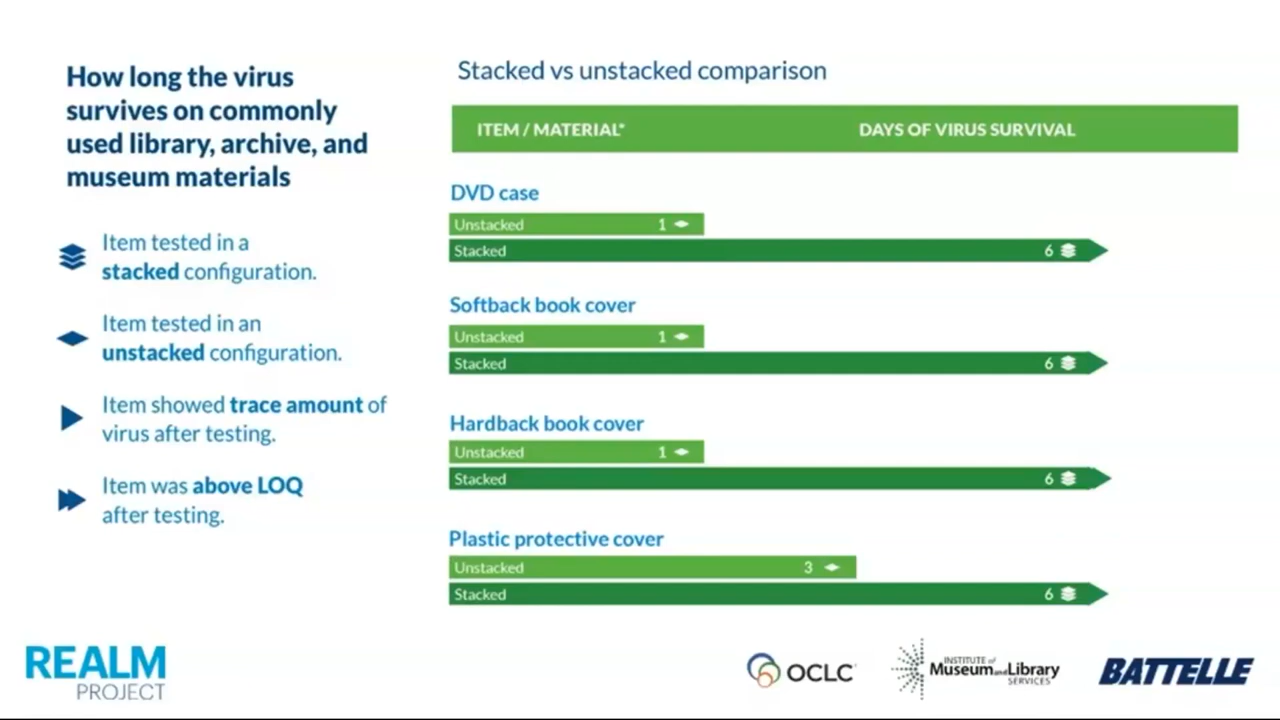 How long the virus
survives on commonly
used library, archive, and
museum materials
Item tested in a
stacked configuration.
Item tested in an
unstacked configuration.
Item showed trace amount of
virus after testing.
Item was above LOQ
after testing.
Stacked vs unstacked comparison
ITEM / MATERIAL* DAYS OF VIRUS SURVIVAL
DVD case
Unstacked 1
Stacked 6
Softback book cover
Unstacked 1
Stacked 6
Hardback book cover
Unstacked 1
Stacked 6
Plastic protective cover
Unstacked 3
Stacked 6
REALM
PROJECT
OCLC
INSTITUTE of
Museum and Library
SERVICES
BATTELLE